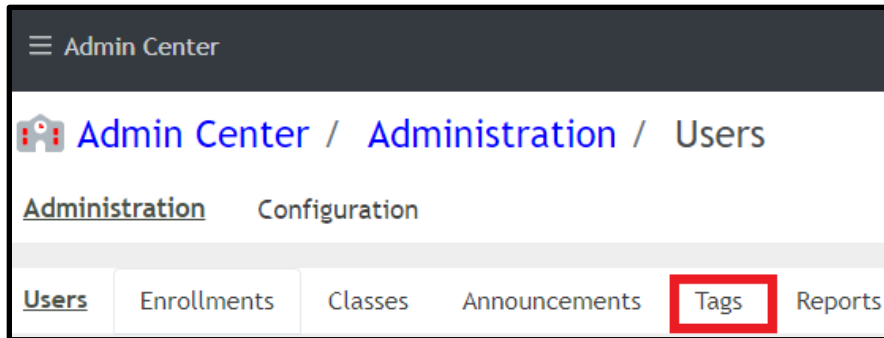 ☰ Admin Center
Admin Center / Administration / Users
Administration Configuration
Users Enrollments Classes Announcements Tags Reports